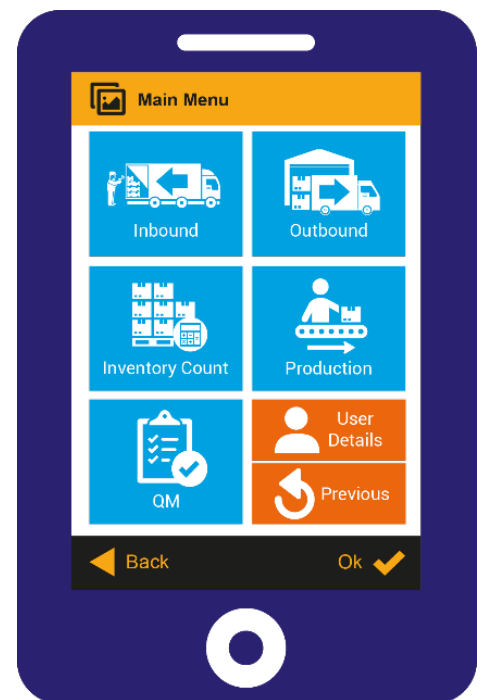 Main Menu
Inbound
Outbound
Inventory Count
Production
QM
User
Details
Previous
Back
Ok